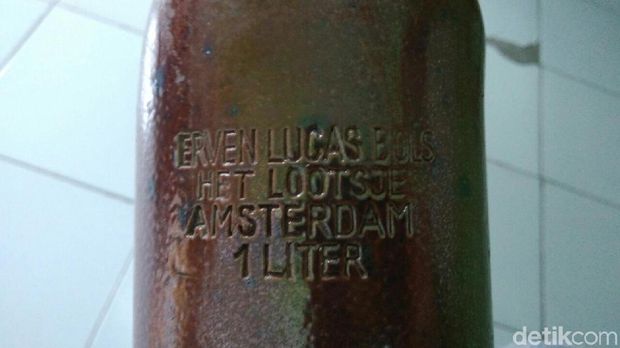 ERVEN LUCAS BOLS
HET LOOTSJE
AMSTERDAM
1 LITER
detikcom